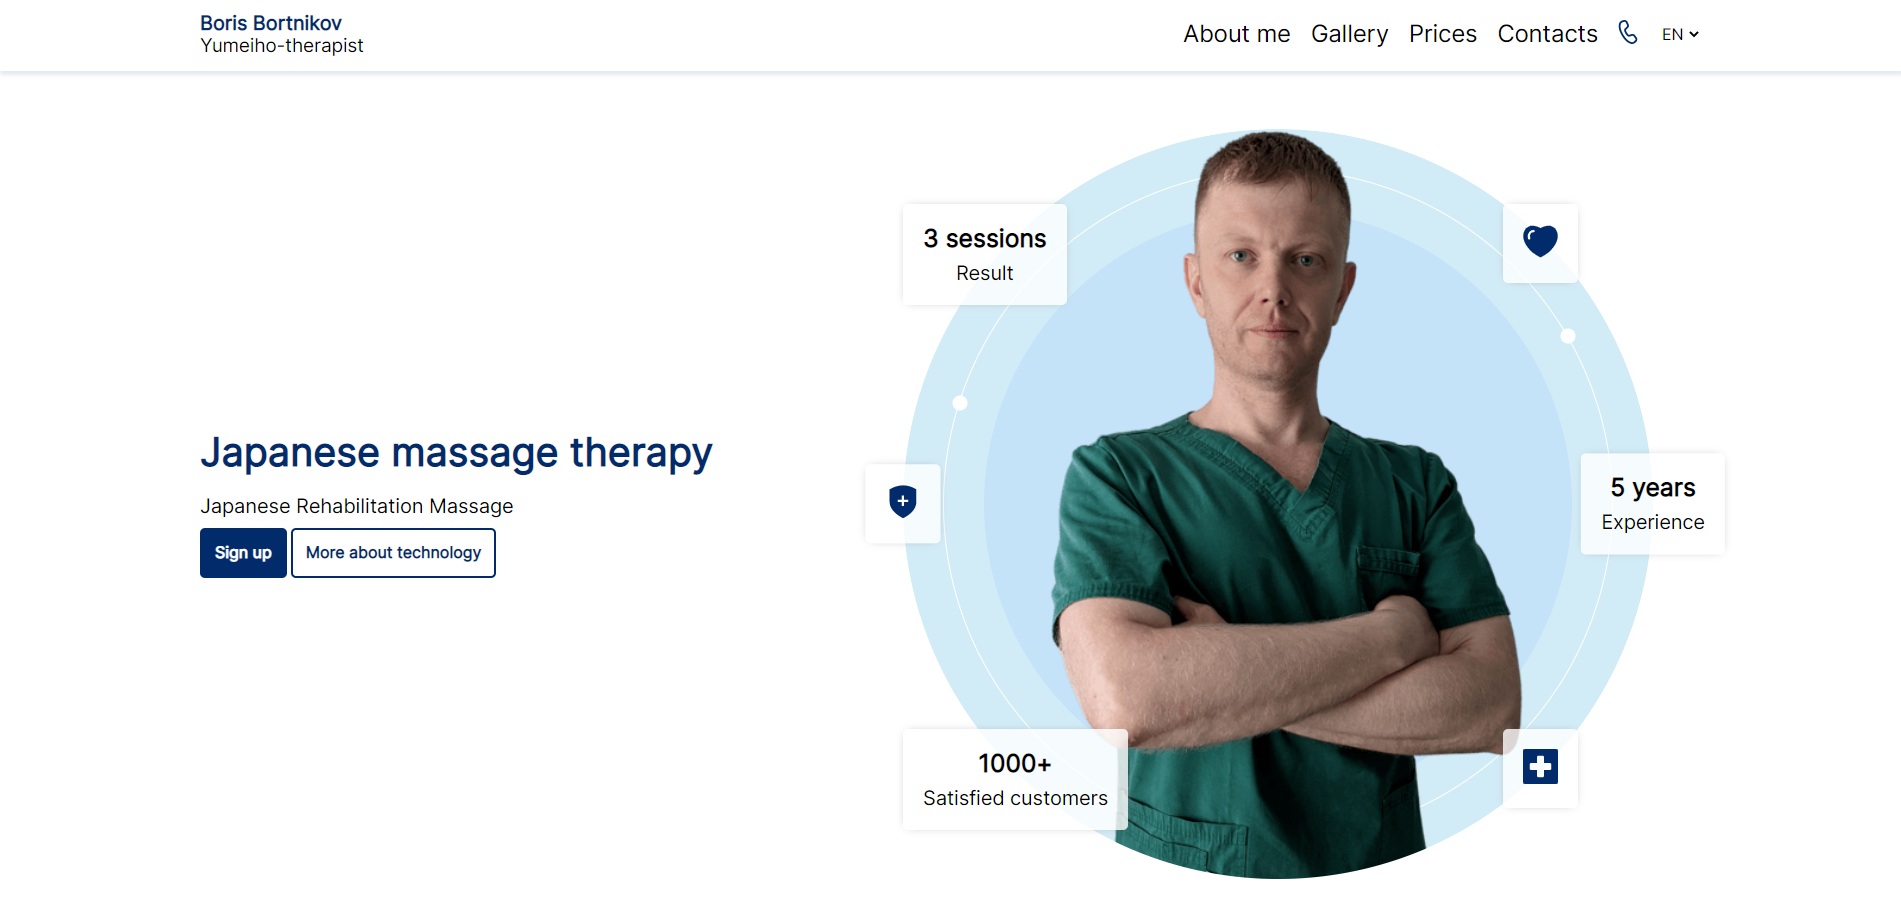 Boris Bortnikov
Yumeiho-therapist
About me Gallery Prices Contacts EN
3 sessions
Result
Japanese massage therapy
Japanese Rehabilitation Massage
Sign up More about technology
5 years
Experience
1000+
Satisfied customers